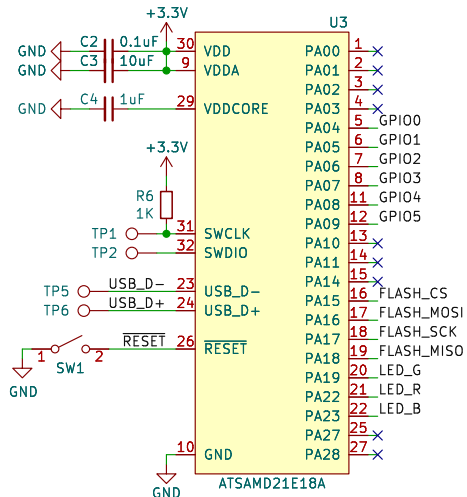 U3
+3.3V
GND C2 0.1uF 30 VDD PA00 1
GND C3 10uF 9 VDDA PA01 2
PA02 3
GND C4 1uF 29 VDDCORE PA03 4
PA04 5 GPIO0
PA05 6 GPIO1
+3.3V
PA06 7 GPIO2
PA07 8 GPIO3
R6
1K
PA08 11 GPIO4
PA09 12 GPIO5
TP1 31 SWCLK PA10 13
TP2 32 SWDIO PA11 14
PA14 15
TP5 USB_D- 23 USB_D- PA15 16 FLASH_CS
TP6 USB_D+ 24 USB_D+ PA16 17 FLASH_MOSI
PA17 18 FLASH_SCK
1 SW1 2 RESET 26 RESET PA18 19 FLASH_MISO
PA19 20 LED_G
GND
PA22 21 LED_R
PA23 22 LED_B
PA27 25
10 GND PA28 27
GND
ATSAMD21E18A